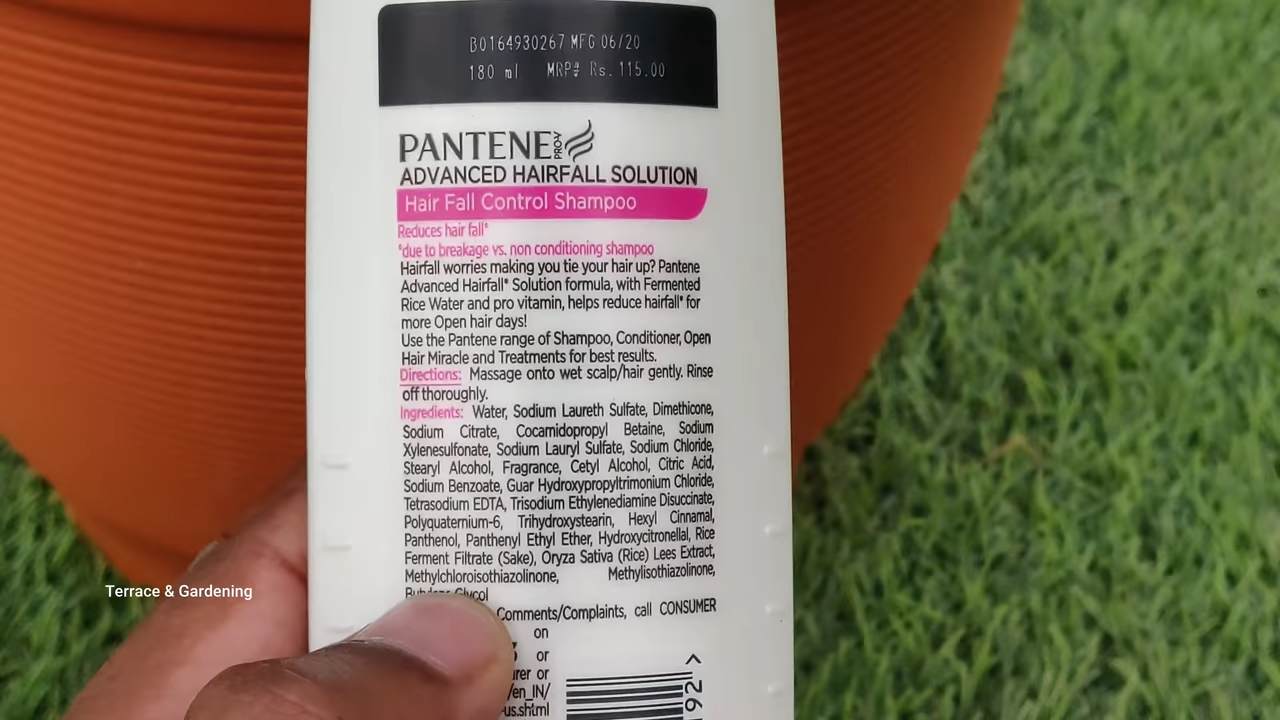 B0164930267 MFG 06/20
180 ml MRP# Rs. 115.00
PANTENE PRO-V
ADVANCED HAIRFALL SOLUTION
Hair Fall Control Shampoo
Reduces hair fall*
*due to breakage vs. non conditioning shampoo
Hairfall worries making you tie your hair up? Pantene
Advanced Hairfall* Solution formula, with Fermented
Rice Water and pro vitamin, helps reduce hairfall* for
more Open hair days!
Use the Pantene range of Shampoo, Conditioner, Open
Hair Miracle and Treatments for best results.
Directions: Massage onto wet scalp/hair gently. Rinse
off thoroughly.
Ingredients: Water, Sodium Laureth Sulfate, Dimethicone,
Sodium Citrate, Cocamidopropyl Betaine, Sodium
Xylenesulfonate, Sodium Lauryl Sulfate, Sodium Chloride,
Stearyl Alcohol, Fragrance, Cetyl Alcohol, Citric Acid,
Sodium Benzoate, Guar Hydroxypropyltrimonium Chloride,
Tetrasodium EDTA, Trisodium Ethylenediamine Disuccinate,
Polyquaternium-6, Trihydroxystearin, Hexyl Cinnamal,
Panthenol, Panthenyl Ethyl Ether, Hydroxycitronellal, Rice
Ferment Filtrate (Sake), Oryza Sativa (Rice) Lees Extract,
Methylchloroisothiazolinone, Methylisothiazolinone,
Glycol
Comments/Complaints, call CONSUMER
on
or
or
/en_IN/
-us.shtml
192 >
Terrace & Gardening